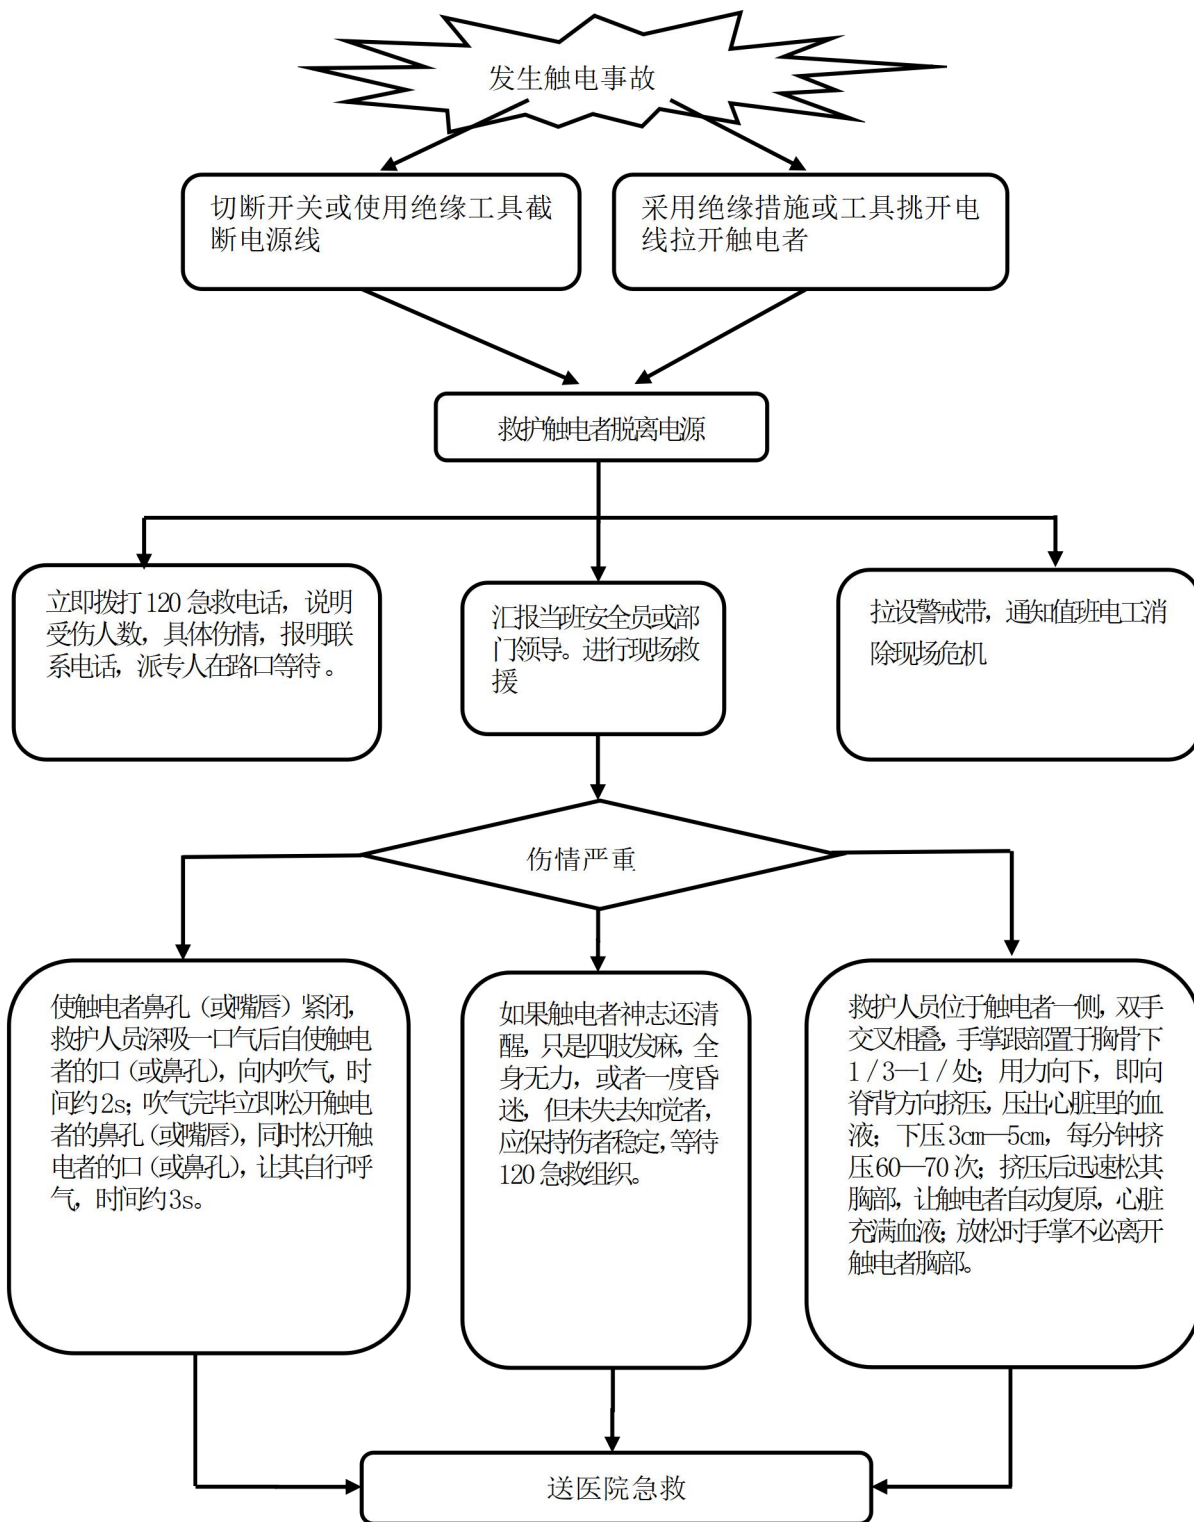 发生触电事故
切断开关或使用绝缘工具截
断电源线
采用绝缘措施或工具挑开电
线拉开触电者
救护触电者脱离电源
立即拨打 120 急救电话，说明
受伤人数，具体伤情，报明联
系电话，派专人在路口等待。
汇报当班安全员或部
门领导。进行现场救
援
拉设警戒带，通知值班电工消
除现场危机
伤情严重
使触电者鼻孔（或嘴唇）紧闭，
救护人员深吸一口气后自使触电
者的口（或鼻孔），向内吹气，时
间约2s；吹气完毕立即松开触电
者的鼻孔（或嘴唇），同时松开触
电者的口（或鼻孔），让其自行呼
气，时间约3s。
如果触电者神志还清
醒，只是四肢发麻，全
身无力，或者一度昏
迷，但未失去知觉者，
应保持伤者稳定，等待
120 急救组织。
救护人员位于触电者一侧，双手
交叉相叠，手掌跟部置于胸骨下
1/3—1/处；用力向下，即向
脊背方向挤压，压出心脏里的血
液；下压3cm—5cm，每分钟挤
压60—70 次；挤压后迅速松其
胸部，让触电者自动复原，心脏
充满血液；放松时手掌不必离开
触电者胸部。
送医院急救